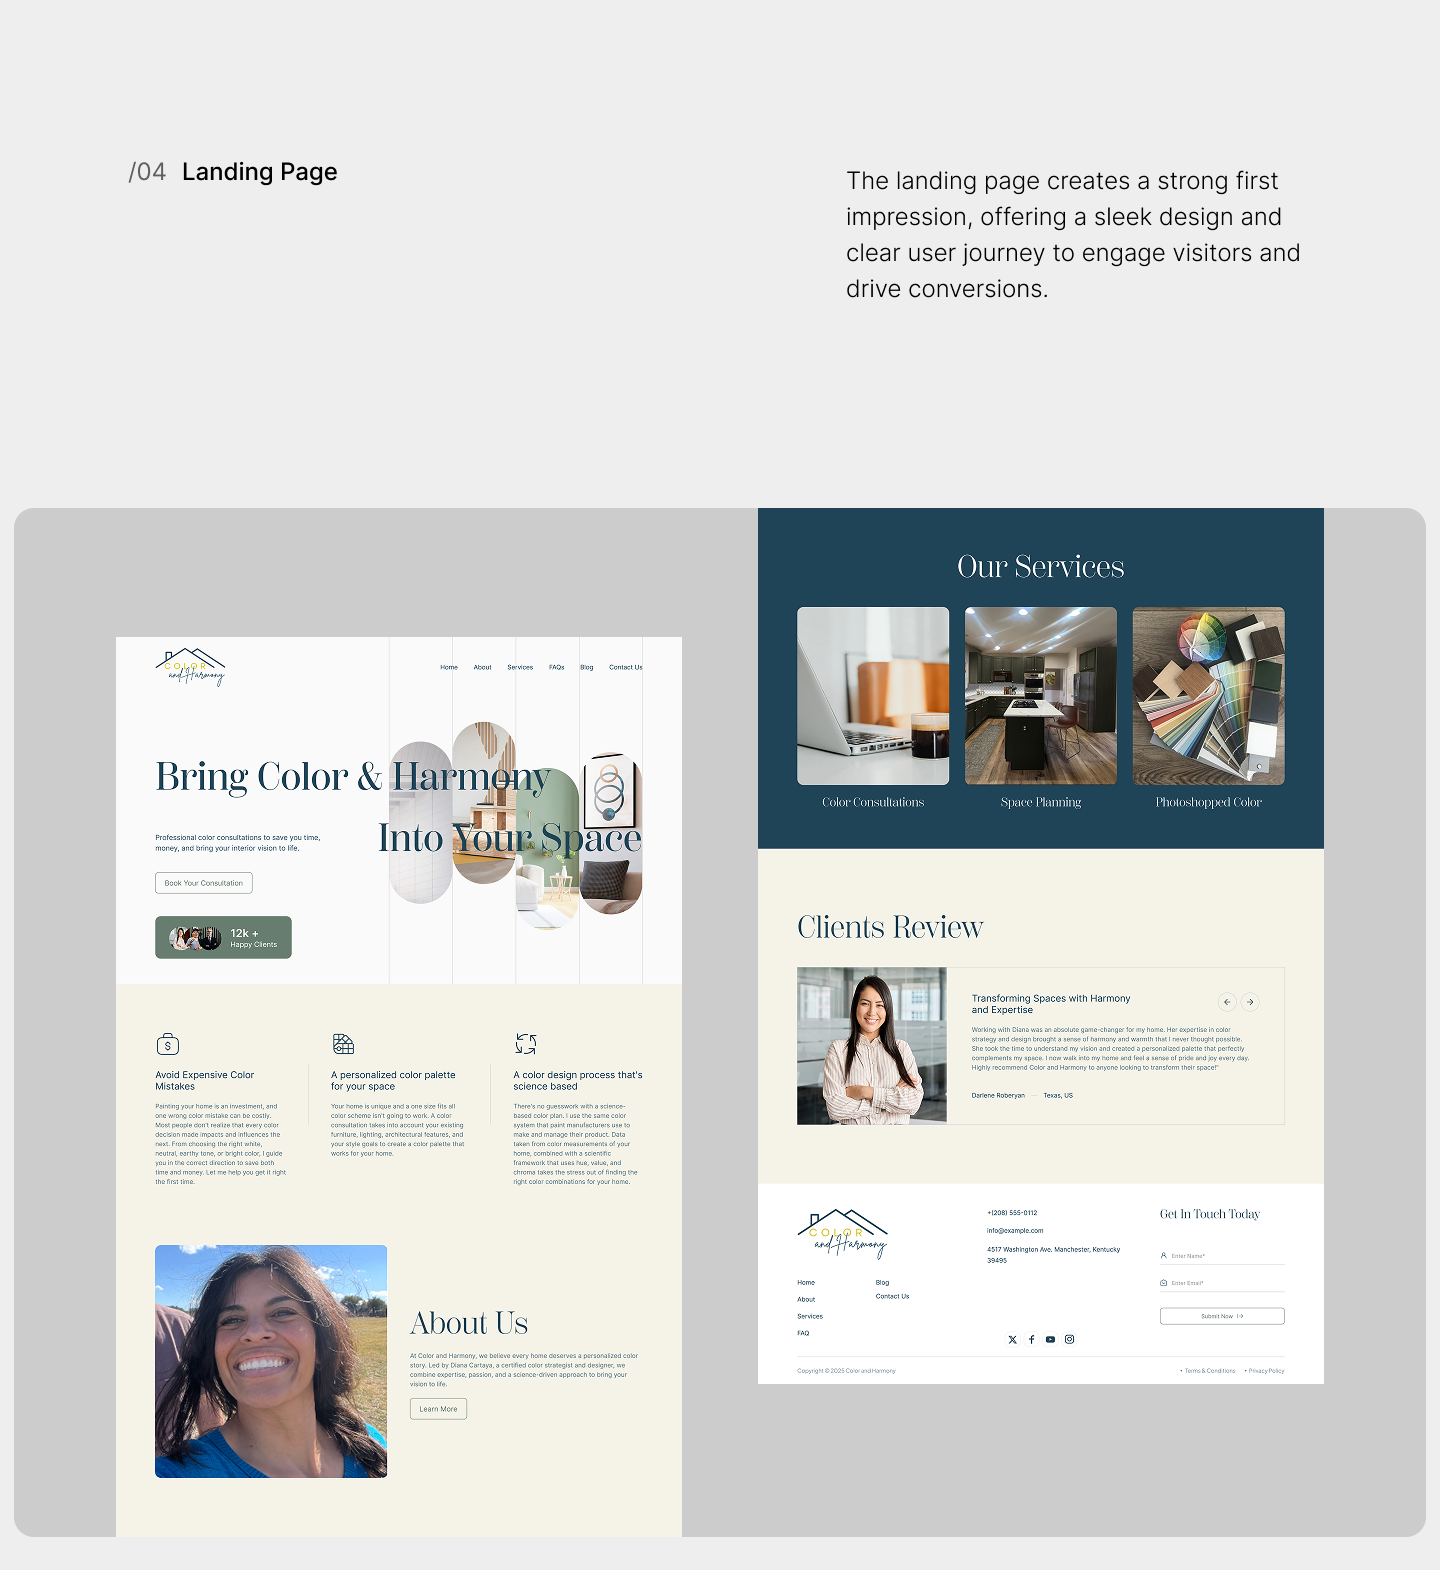 /04 Landing Page
The landing page creates a strong first
impression, offering a sleek design and
clear user journey to engage visitors and
drive conversions.
COLOR
and Harmony
Home About Services FAQs Blog Contact Us
Bring Color & Harmony
Into Your Space
Professional color consultations to save you time,
money, and bring your interior vision to life.
Book Your Consultation
12k +
Happy Clients
Avoid Expensive Color
Mistakes
Painting your home is an investment, and
one wrong color mistake can be costly.
Most people don't realize that every color
decision made impacts and influences the
next. From choosing the right white,
neutral, earthy tone, or bright color, I guide
you in the correct direction to save both
time and money. Let me help you get it right
the first time.
A personalized color palette
for your space
Your home is unique and a one size fits all
color scheme isn't going to work. A color
consultation takes into account your existing
furniture, lighting, architectural features, and
your style goals to create a color palette that
works for your home.
A color design process that's
science based
There's no guesswork with a science-
based color plan. I use the same color
system that paint manufacturers use to
make and manage their product. Data
taken from color measurements of your
home, combined with a scientific
framework that uses hue, value, and
chroma takes the stress out of finding the
right color combinations for your home.
About Us
At Color and Harmony, we believe every home deserves a personalized color
story. Led by Diana Cartaya, a certified color strategist and designer, we
combine expertise, passion, and a science-driven approach to bring your
vision to life.
Learn More
Our Services
Color Consultations
Space Planning
Photoshopped Color
Clients Review
Transforming Spaces with Harmony
and Expertise
Working with Diana was an absolute game-changer for my home. Her expertise in color
strategy and design brought a sense of harmony and warmth that I never thought possible.
She took the time to understand my vision and created a personalized palette that perfectly
complements my space. I now walk into my home and feel a sense of pride and joy every day.
Highly recommend Color and Harmony to anyone looking to transform their space!"
Darlene Roberyan — Texas, US
COLOR
and Harmony
Home
About
Services
FAQ
Blog
Contact Us
+(208) 555-0112
info@example.com
4517 Washington Ave. Manchester, Kentucky
39495
Get In Touch Today
Enter Name*
Enter Email*
Submit Now
Copyright © 2025 Color and Harmony
• Terms & Conditions • Privacy Policy